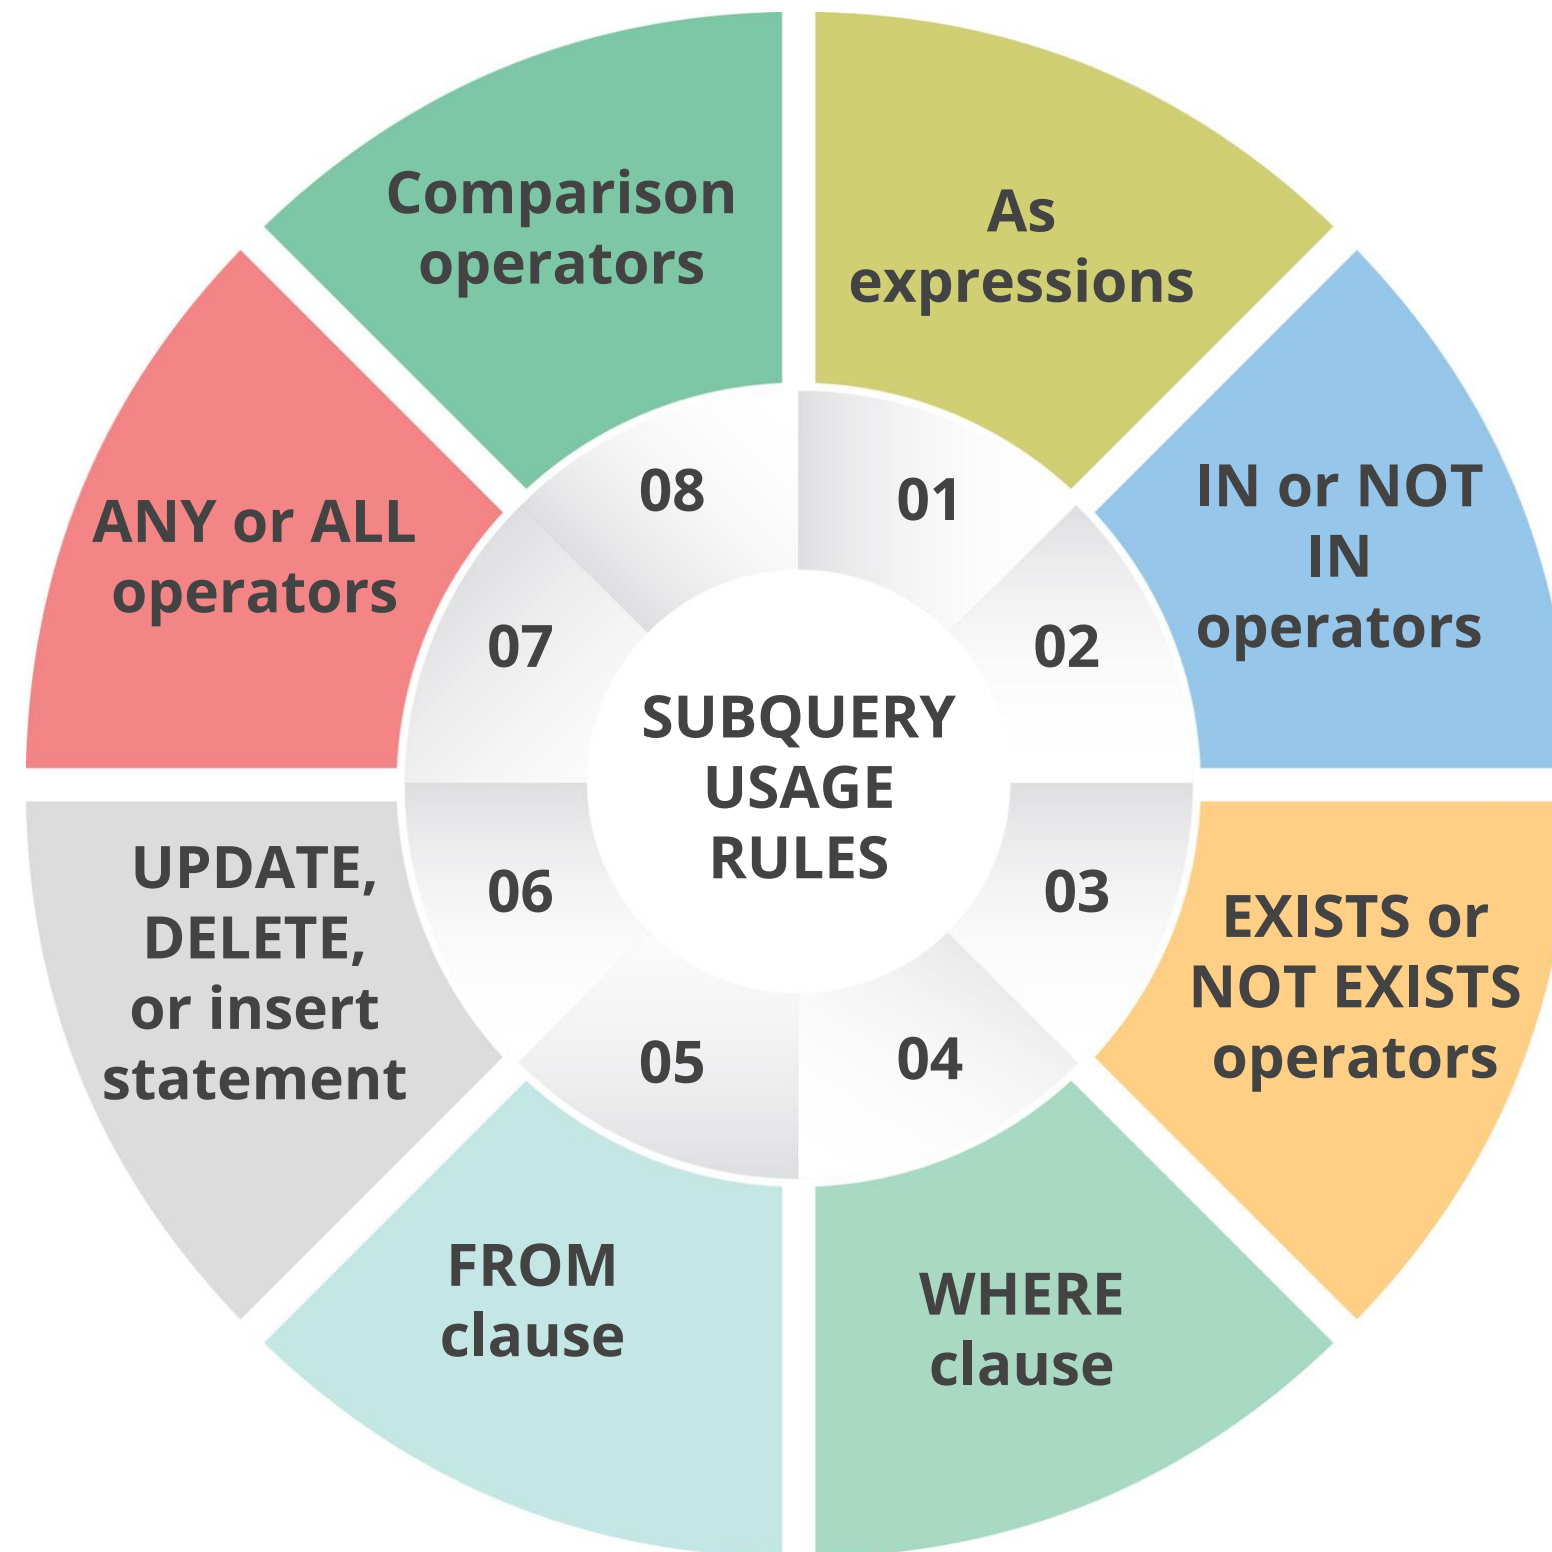 SUBQUERY
USAGE
RULES
01
As
expressions
02
IN or NOT
IN
operators
03
EXISTS or
NOT EXISTS
operators
04
WHERE
clause
05
FROM
clause
06
UPDATE,
DELETE,
or insert
statement
07
ANY or ALL
operators
08
Comparison
operators